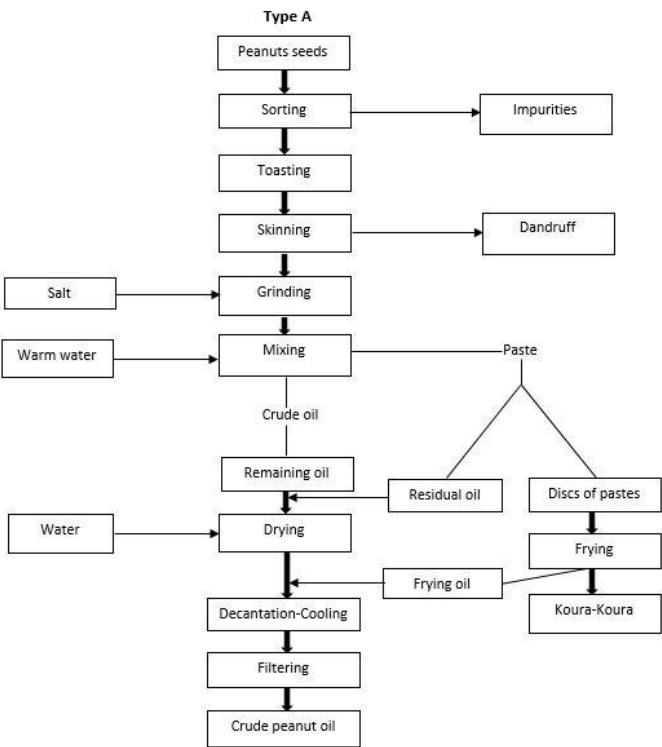 Type A
Peanuts seeds
Sorting
Impurities
Toasting
Skinning
Dandruff
Salt
Grinding
Warm water
Mixing
Paste
Crude oil
Remaining oil
Residual oil
Discs of pastes
Water
Drying
Frying
Frying oil
Decantation-Cooling
Koura-Koura
Filtering
Crude peanut oil